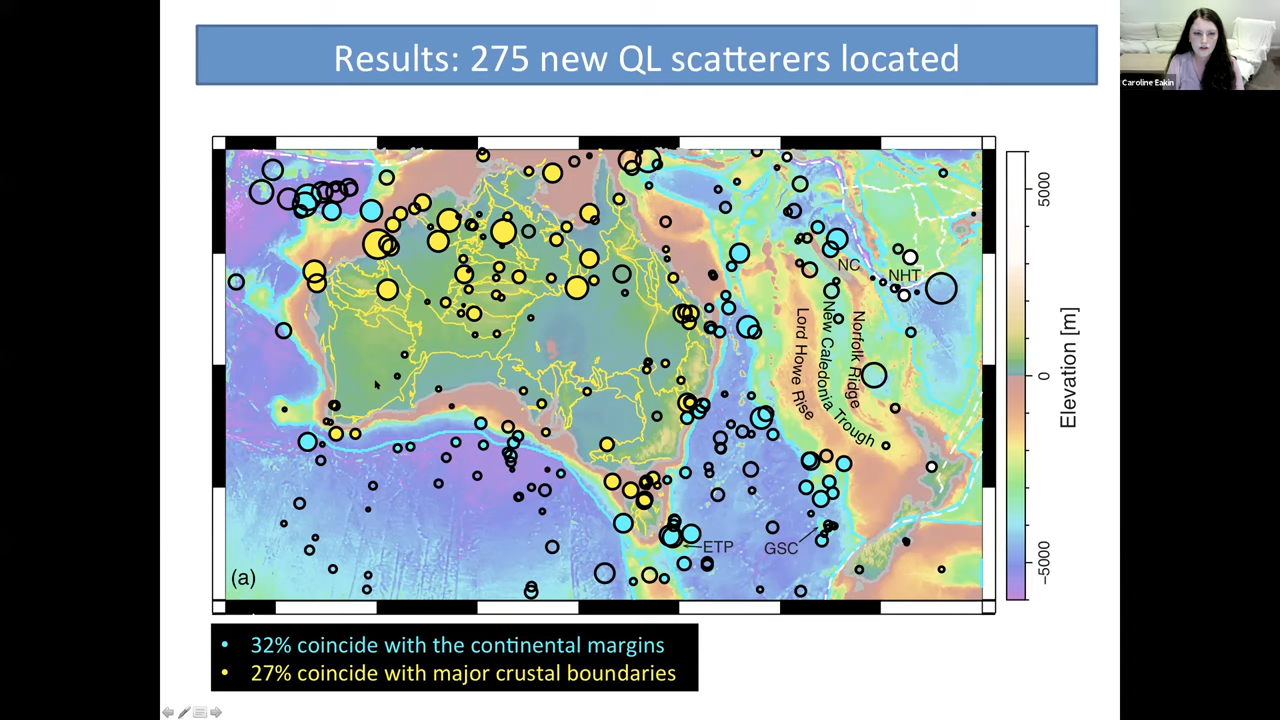 Results: 275 new QL scatterers located
Caroline Eakin
NC
NHT
Lord Howe Rise
New Caledonia Trough
Norfolk Ridge
ETP
GSC
(a)
5000
0
−5000
Elevation [m]
• 32% coincide with the continental margins
• 27% coincide with major crustal boundaries